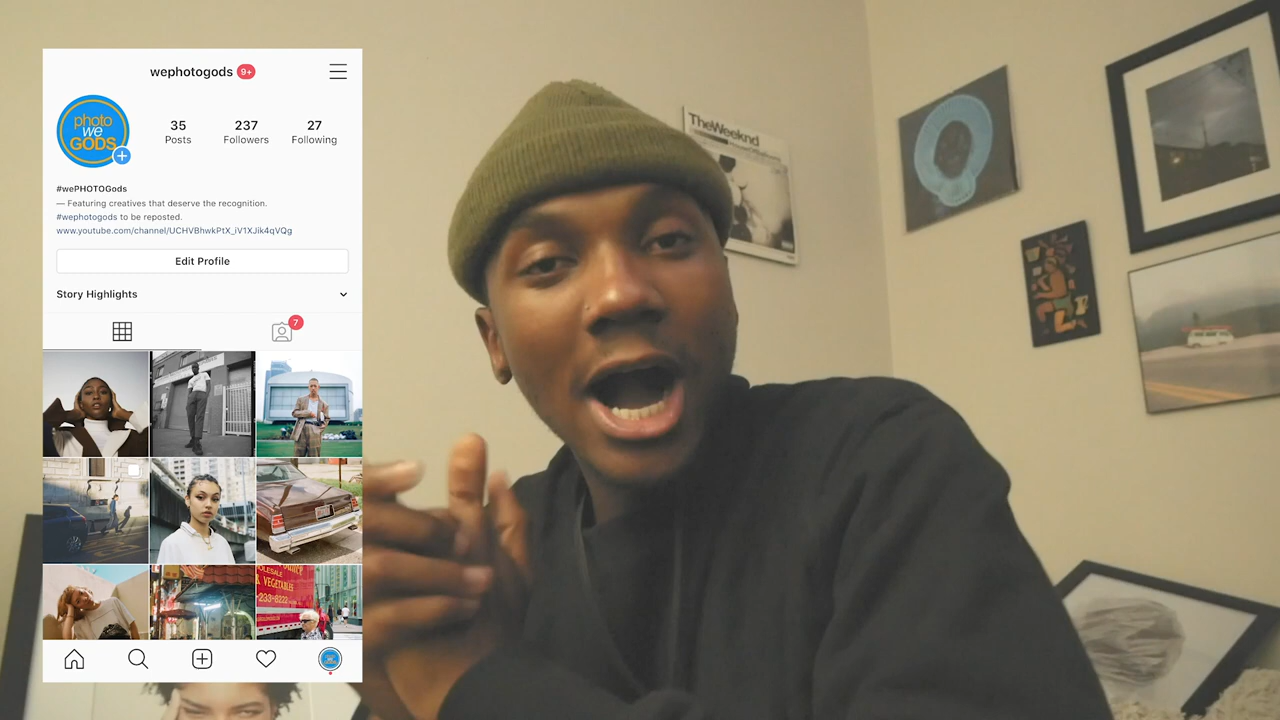 wephotogods 9+
photo
we
GODS
35 237 27
Posts Followers Following
#wePHOTOGods
— Featuring creatives that deserve the recognition.
#wephotogods to be reposted.
www.youtube.com/channel/UCHVBhwkPtX_iV1XJik4qVQg
Edit Profile
Story Highlights
7
VEGETABLES
TheWeeknd